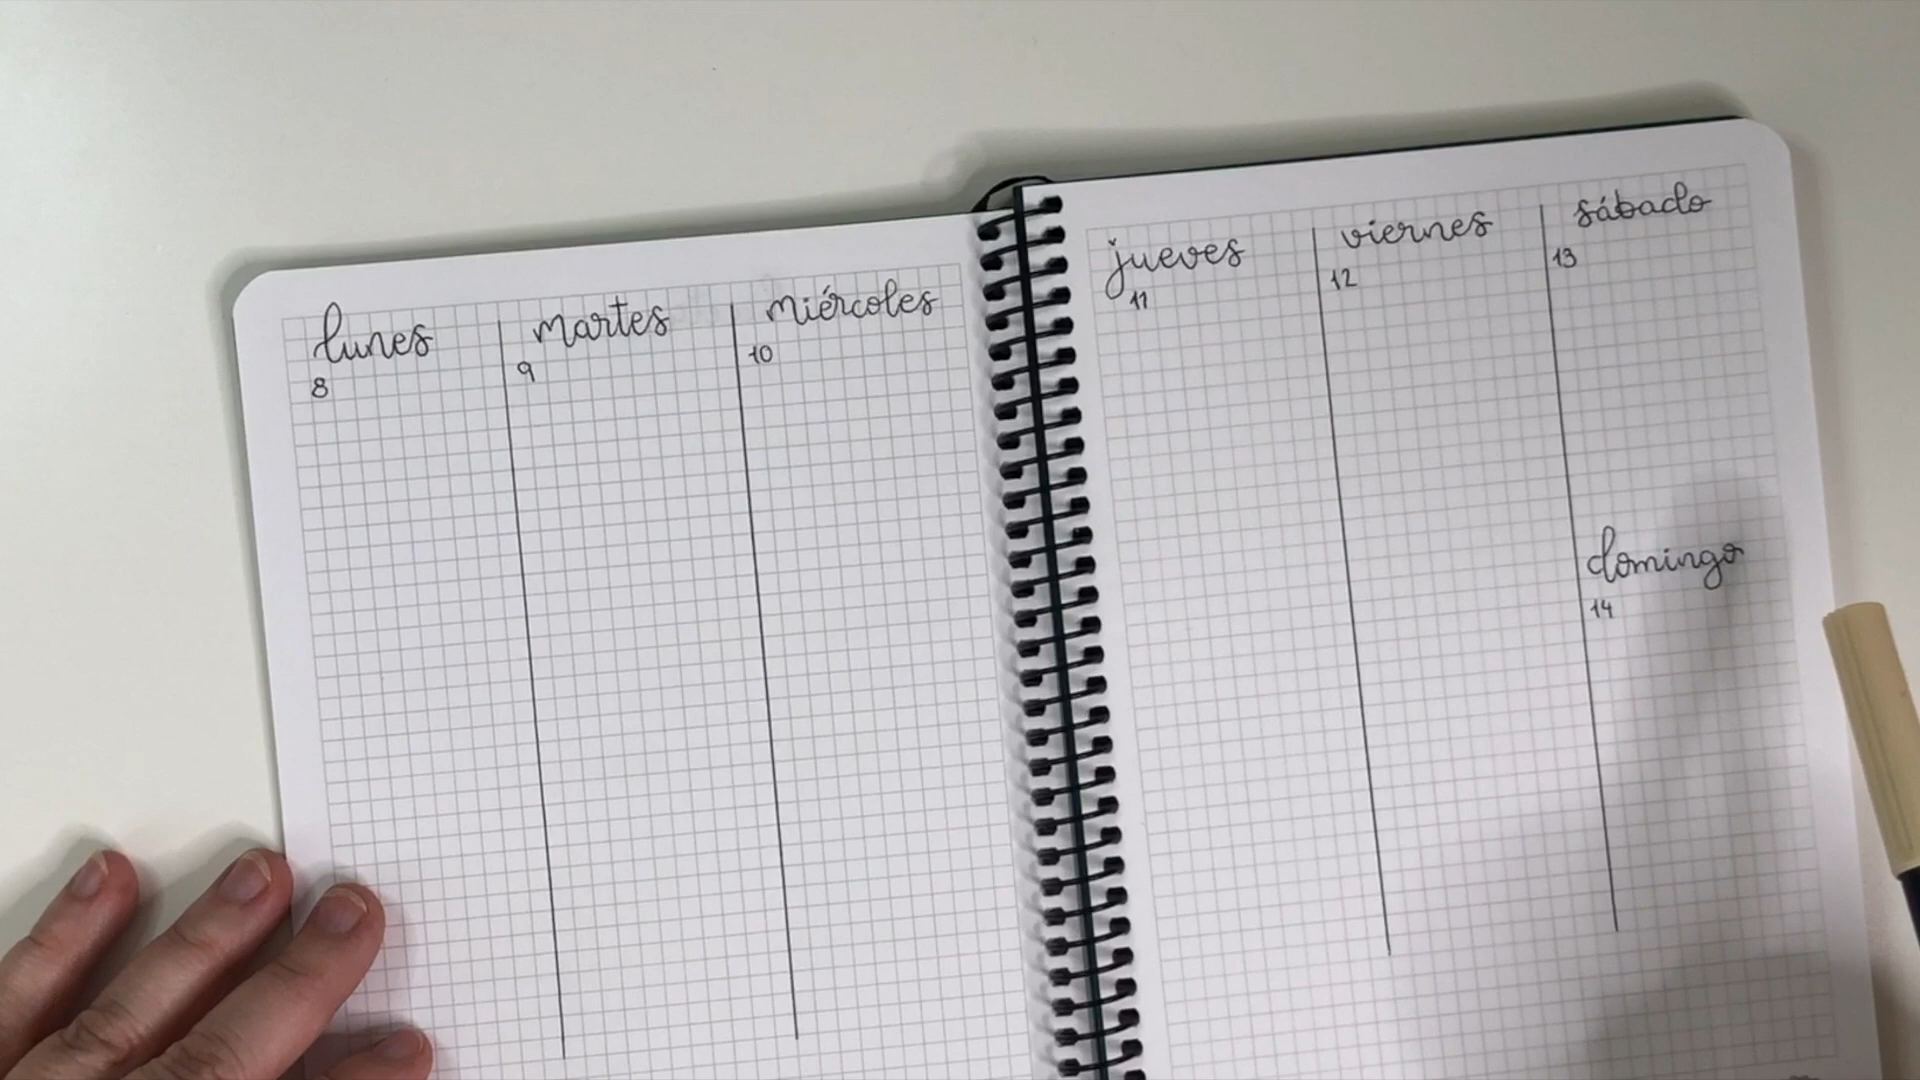 lunes
8
martes
9
miércoles
10
jueves
11
viernes
12
sábado
13
domingo
14